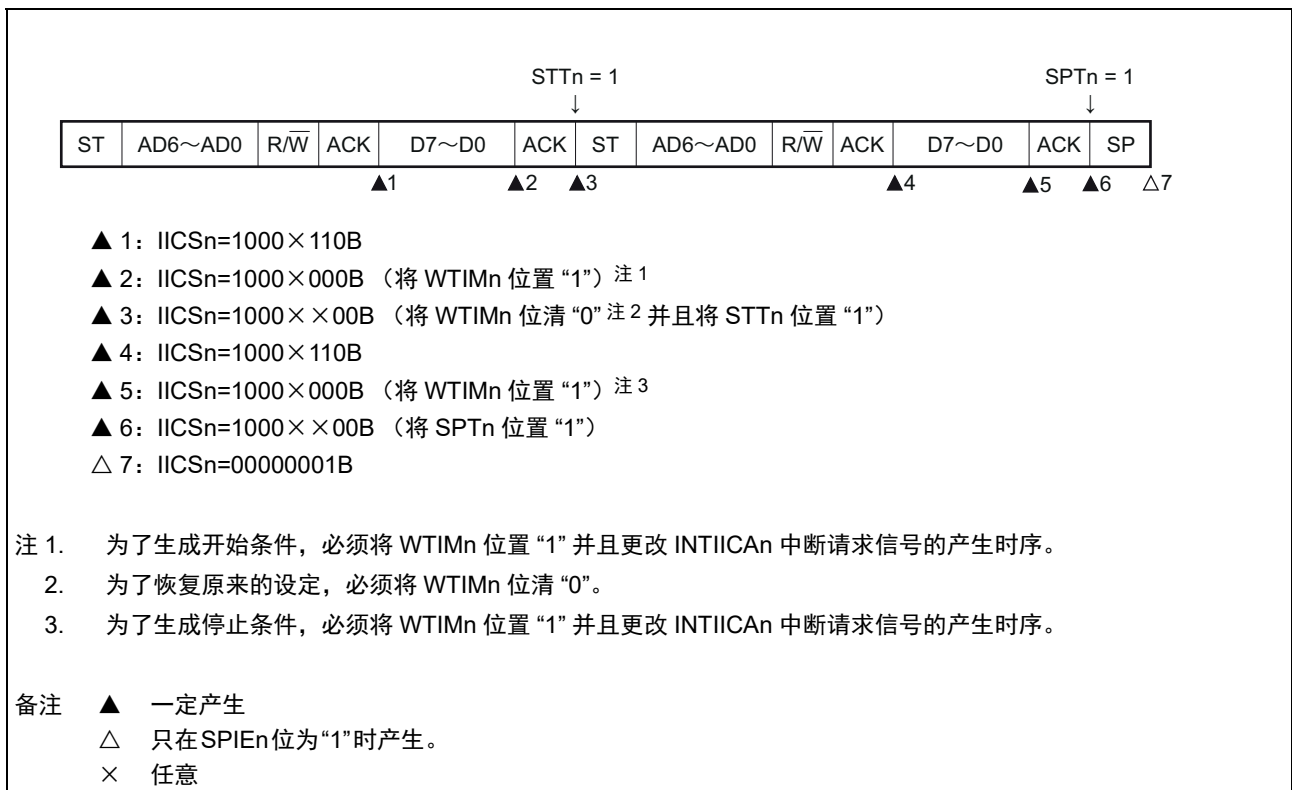 STTn = 1 SPTn = 1
↓ ↓
ST AD6～AD0 R/W̅ ACK D7～D0 ACK ST AD6～AD0 R/W̅ ACK D7～D0 ACK SP
▲1 ▲2 ▲3 ▲4 ▲5 ▲6 △7
▲ 1：IICSn=1000×110B
▲ 2：IICSn=1000×000B （将 WTIMn 位置 “1”）注 1
▲ 3：IICSn=1000××00B （将 WTIMn 位清 “0” 注 2 并且将 STTn 位置 “1”）
▲ 4：IICSn=1000×110B
▲ 5：IICSn=1000×000B （将 WTIMn 位置 “1”）注 3
▲ 6：IICSn=1000××00B （将 SPTn 位置 “1”）
△ 7：IICSn=00000001B
注 1. 为了生成开始条件，必须将 WTIMn 位置 “1” 并且更改 INTIICAn 中断请求信号的产生时序。
2. 为了恢复原来的设定，必须将 WTIMn 位清 “0”。
3. 为了生成停止条件，必须将 WTIMn 位置 “1” 并且更改 INTIICAn 中断请求信号的产生时序。
备注 ▲ 一定产生
△ 只在SPIEn位为“1”时产生。
× 任意